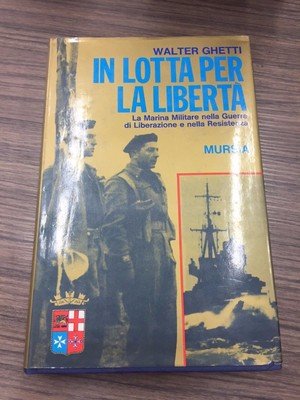 WALTER GHETTI
IN LOTTA PER
LA LIBERTÀ
La Marina Militare nella Guerra
di Liberazione e nella Resistenza
MURSIA